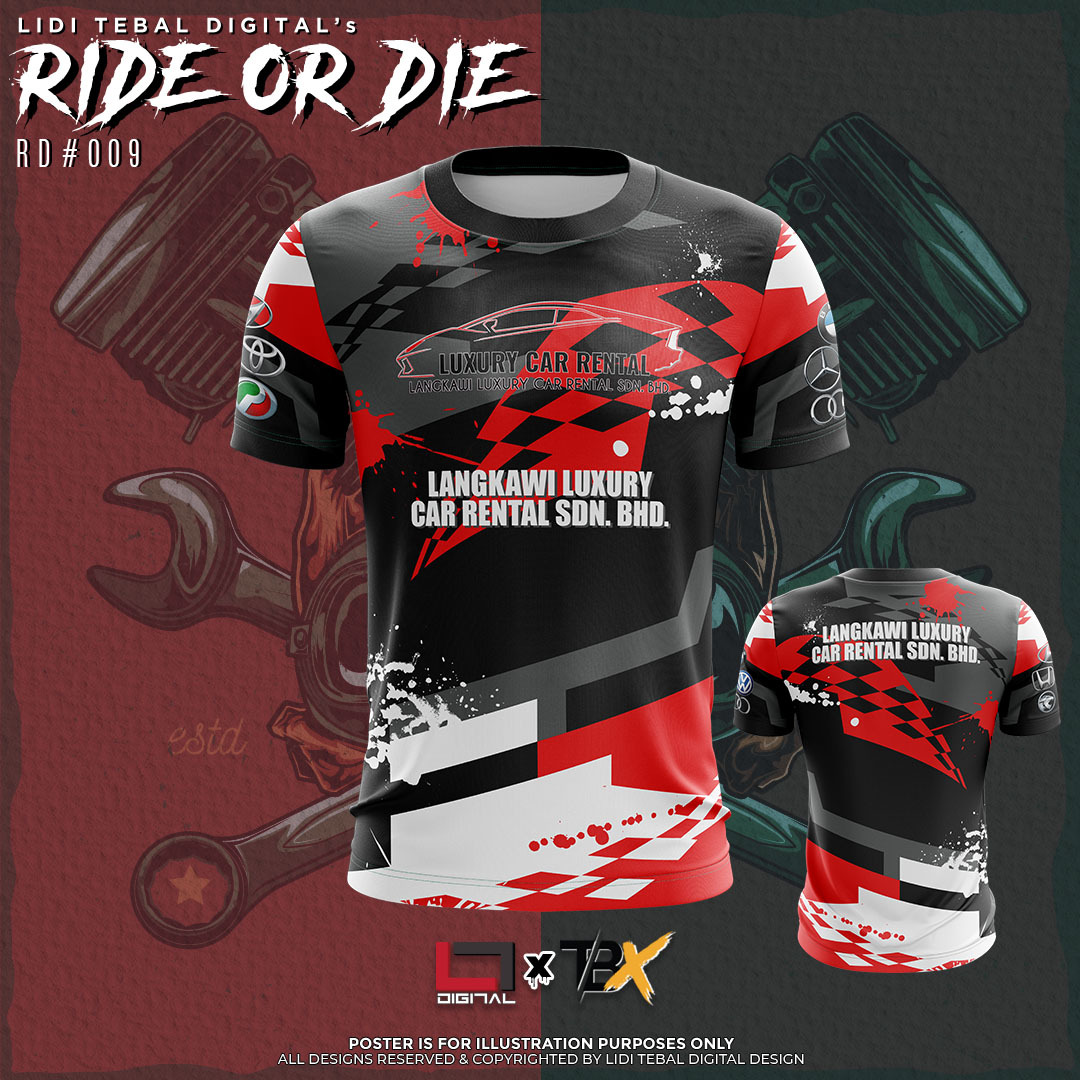 LIDI TEBAL DIGITAL's
RIDE OR DIE
RD#009
LUXURY CAR RENTAL
LANGKAWI LUXURY CAR RENTAL SDN. BHD.
LANGKAWI LUXURY
CAR RENTAL SDN. BHD.
LANGKAWI LUXURY
CAR RENTAL SDN. BHD.
estd
DIGITAL
x
TBX
POSTER IS FOR ILLUSTRATION PURPOSES ONLY
ALL DESIGNS RESERVED & COPYRIGHTED BY LIDI TEBAL DIGITAL DESIGN